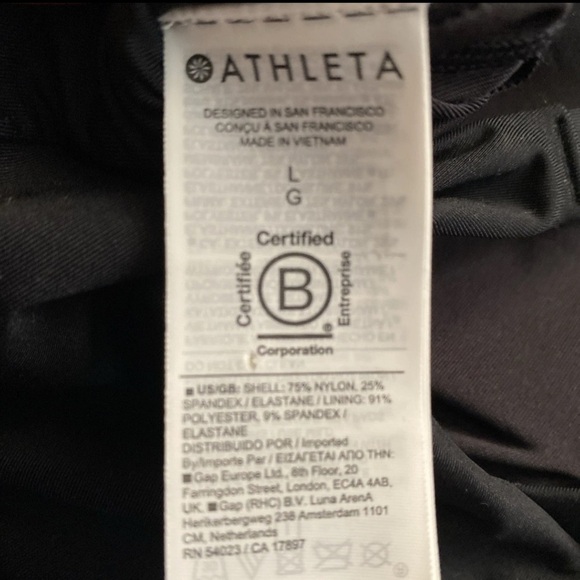 ATHLETA
DESIGNED IN SAN FRANCISCO
CONÇU À SAN FRANCISCO
MADE IN VIETNAM
L
G
Certified
Certifiée
B
Entreprise
®
Corporation
US/GB: SHELL: 75% NYLON, 25%
SPANDEX / ELASTANE / LINING: 91%
POLYESTER, 9% SPANDEX /
ELASTANE
DISTRIBUIDO POR / Imported
By/Importe Par / ΕΙΣΑΓΕΤΑΙ ΑΠΟ ΤΗΝ:
Gap Europe Ltd., 6th Floor, 20
Farringdon Street, London, EC4A 4AB,
UK. Gap (RHC) B.V. Luna ArenA
Herikerbergweg 238 Amsterdam 1101
CM, Netherlands
RN 54023 / CA 17897